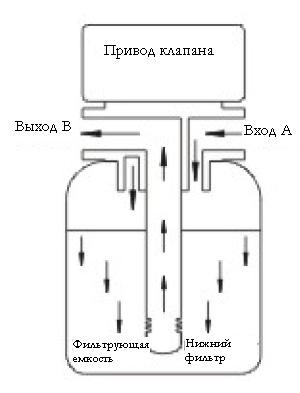 Привод клапана
Выход В
Вход А
Фильтрующая
емкость
Нижний
фильтр